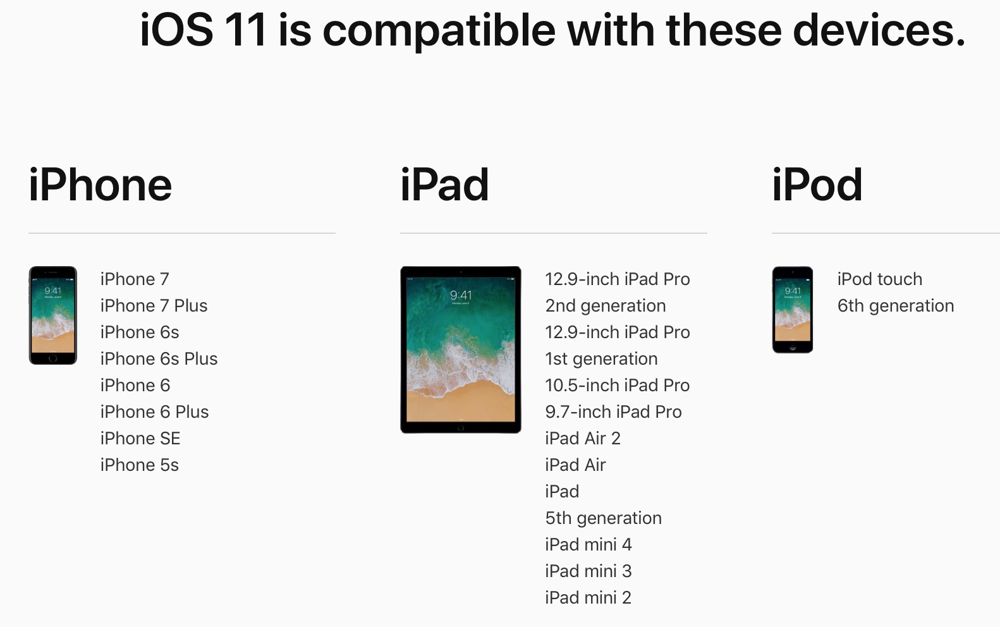 iOS 11 is compatible with these devices.
iPhone
9:41
iPhone 7
iPhone 7 Plus
iPhone 6s
iPhone 6s Plus
iPhone 6
iPhone 6 Plus
iPhone SE
iPhone 5s
iPad
9:41
Monday, June 5
12.9-inch iPad Pro
2nd generation
12.9-inch iPad Pro
1st generation
10.5-inch iPad Pro
9.7-inch iPad Pro
iPad Air 2
iPad Air
iPad
5th generation
iPad mini 4
iPad mini 3
iPad mini 2
iPod
9:41
iPod touch
6th generation